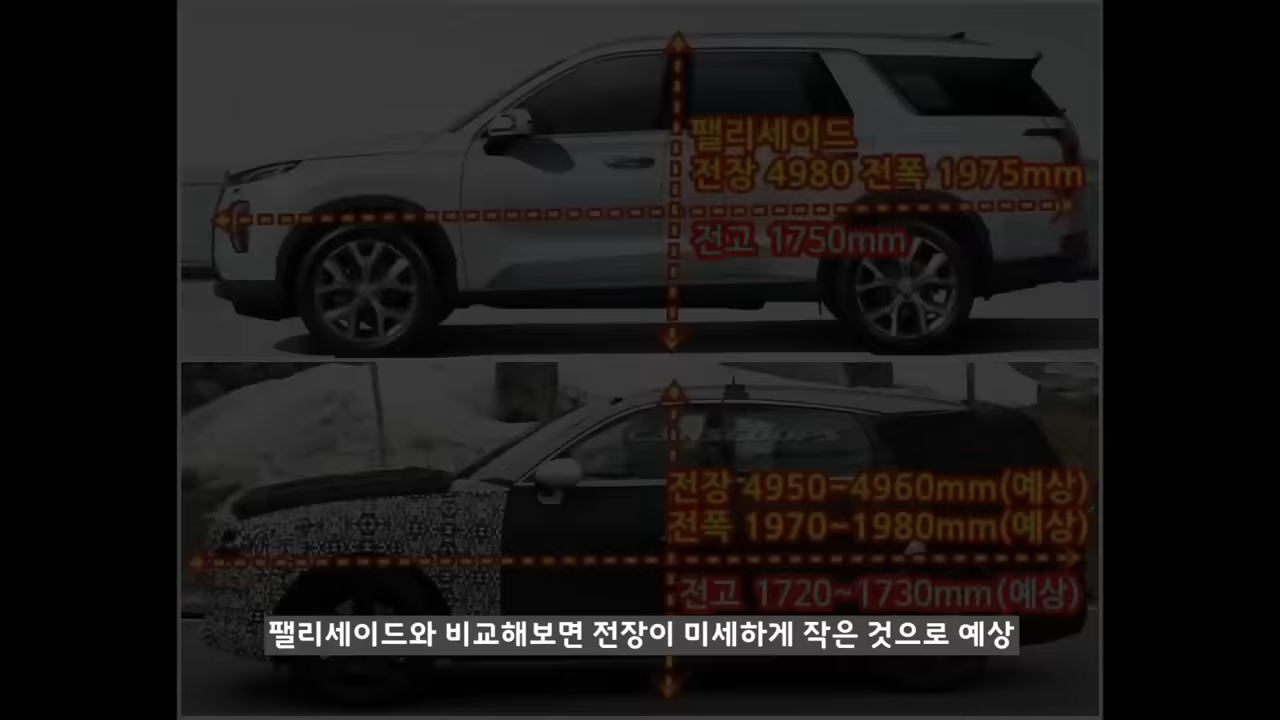 팰리세이드
전장 4980 전폭 1975mm
전고 1750mm
CARSCOOPS
전장 4950~4960mm(예상)
전폭 1970~1980mm(예상)
전고 1720~1730mm(예상)
팰리세이드와 비교해보면 전장이 미세하게 작은 것으로 예상